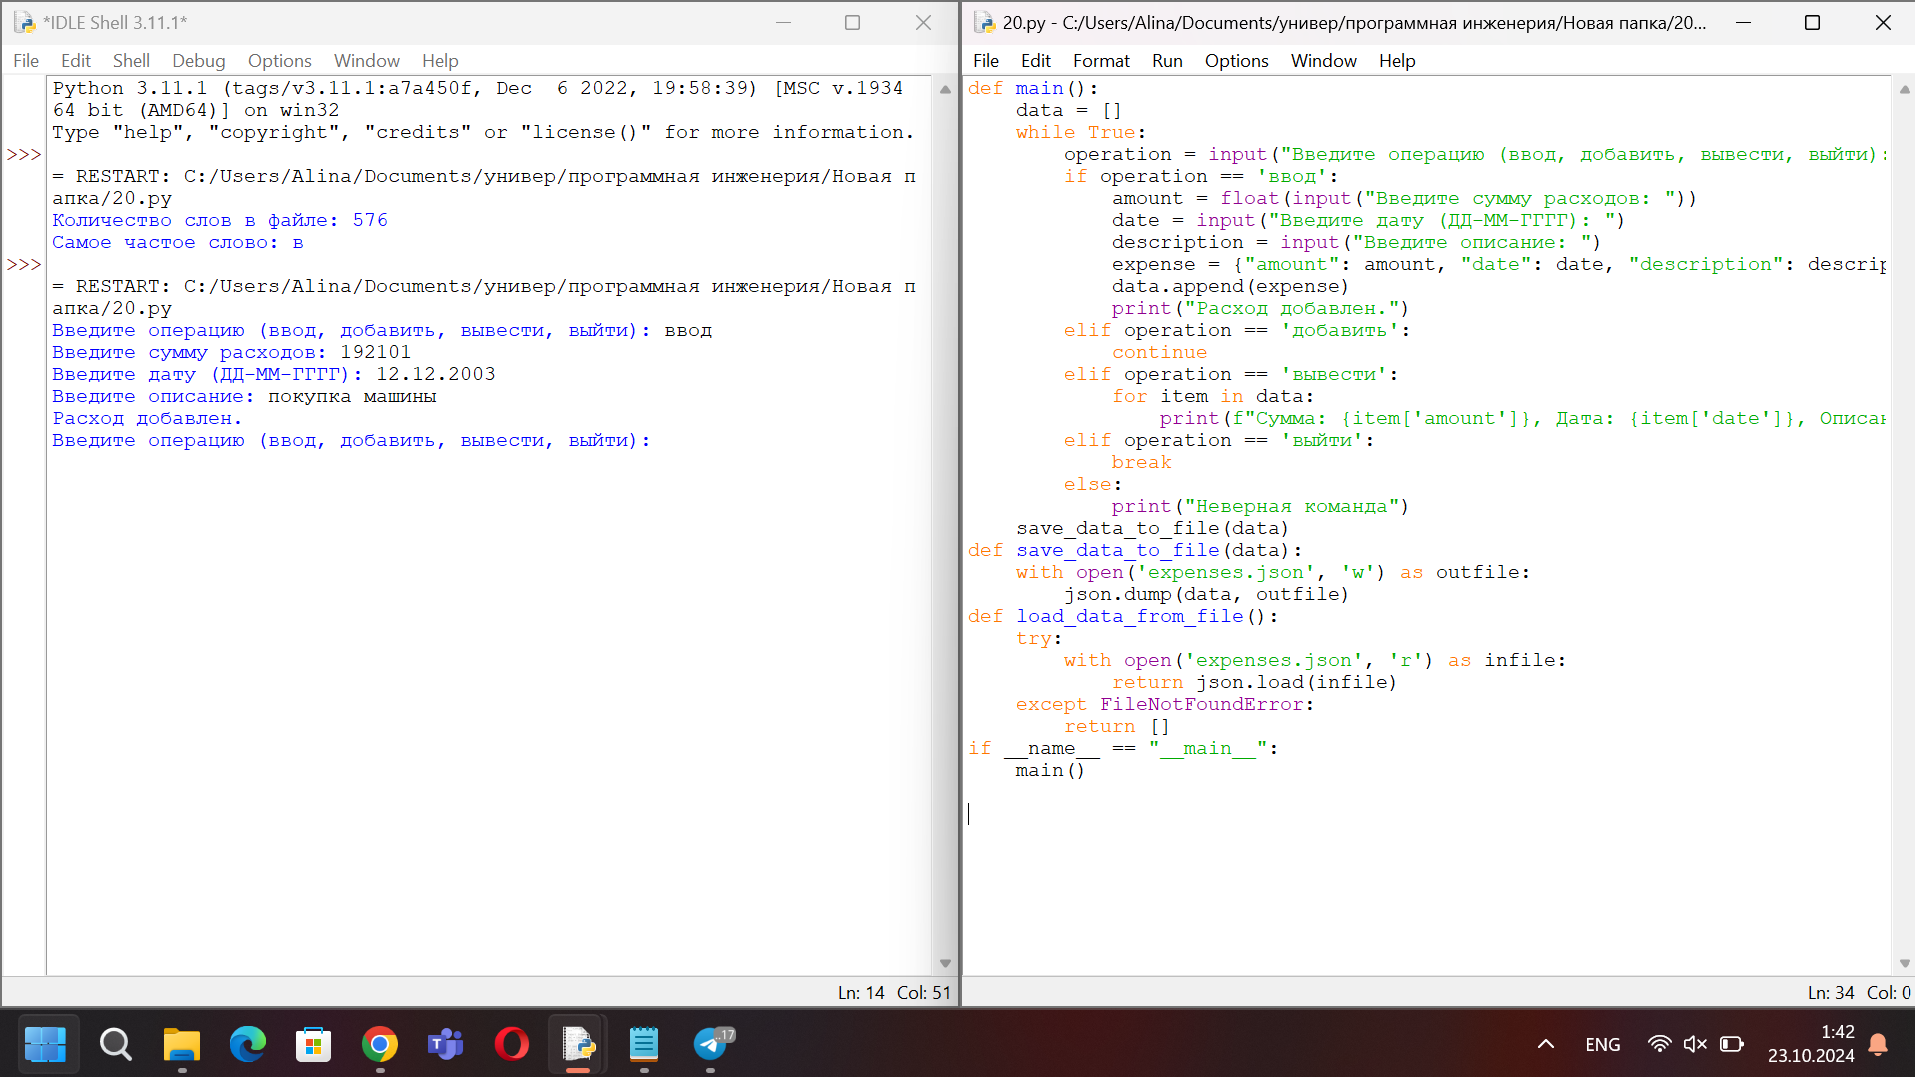 *IDLE Shell 3.11.1*
File Edit Shell Debug Options Window Help
Python 3.11.1 (tags/v3.11.1:a7a450f, Dec  6 2022, 19:58:39) [MSC v.1934
64 bit (AMD64)] on win32
Type "help", "copyright", "credits" or "license()" for more information.
>>>
= RESTART: C:/Users/Alina/Documents/универ/программная инженерия/Новая п
апка/20.py
Количество слов в файле: 576
Самое частое слово: в
>>>
= RESTART: C:/Users/Alina/Documents/универ/программная инженерия/Новая п
апка/20.py
Введите операцию (ввод, добавить, вывести, выйти): ввод
Введите сумму расходов: 192101
Введите дату (ДД-ММ-ГГГГ): 12.12.2003
Введите описание: покупка машины
Расход добавлен.
Введите операцию (ввод, добавить, вывести, выйти):
Ln: 14 Col: 51
20.py - C:/Users/Alina/Documents/универ/программная инженерия/Новая папка/20...
File Edit Format Run Options Window Help
def main():
    data = []
    while True:
        operation = input("Введите операцию (ввод, добавить, вывести, выйти):
        if operation == 'ввод':
            amount = float(input("Введите сумму расходов: "))
            date = input("Введите дату (ДД-ММ-ГГГГ): ")
            description = input("Введите описание: ")
            expense = {"amount": amount, "date": date, "description": descrip
            data.append(expense)
            print("Расход добавлен.")
        elif operation == 'добавить':
            continue
        elif operation == 'вывести':
            for item in data:
                print(f"Сумма: {item['amount']}, Дата: {item['date']}, Описан
        elif operation == 'выйти':
            break
        else:
            print("Неверная команда")
    save_data_to_file(data)
def save_data_to_file(data):
    with open('expenses.json', 'w') as outfile:
        json.dump(data, outfile)
def load_data_from_file():
    try:
        with open('expenses.json', 'r') as infile:
            return json.load(infile)
    except FileNotFoundError:
        return []
if __name__ == "__main__":
    main()
Ln: 34 Col: 0
..17
ENG
1:42
23.10.2024